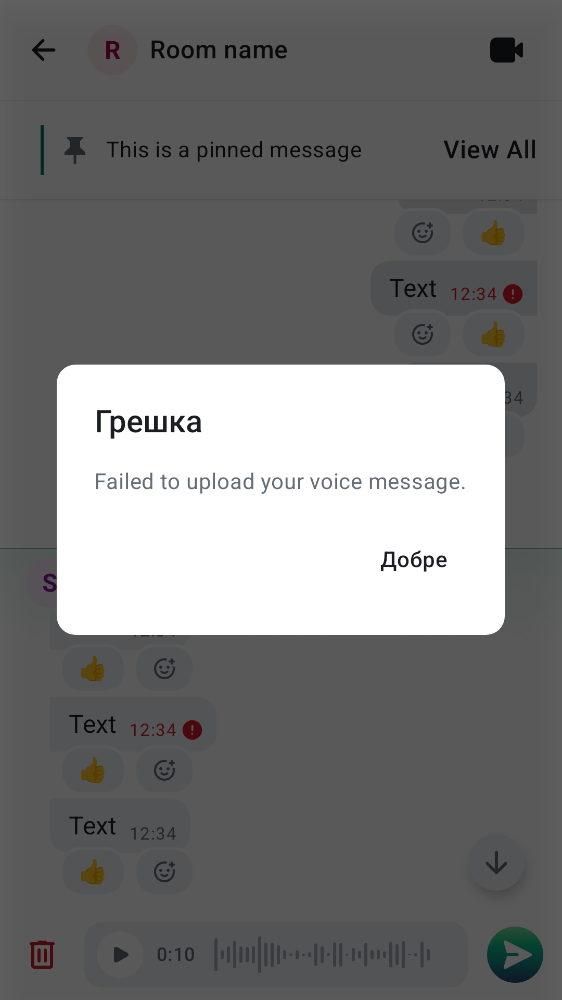 R Room name
This is a pinned message View All
Text 12:34
34
Грешка
Failed to upload your voice message.
Добре
S
Text 12:34
Text 12:34
0:10